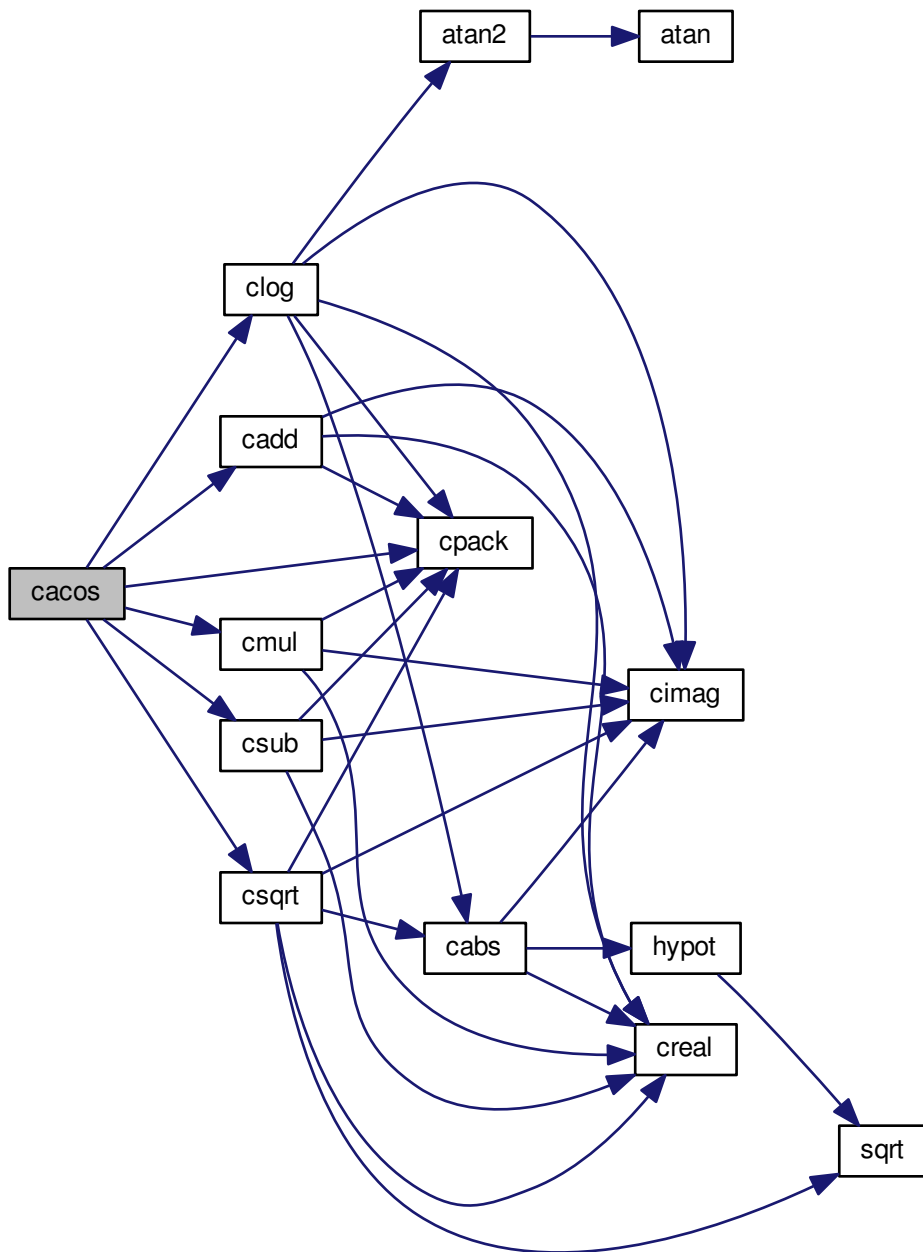 atan2
atan
clog
cadd
cpack
cacos
cmul
cimag
csub
csqrt
cabs
hypot
creal
sqrt